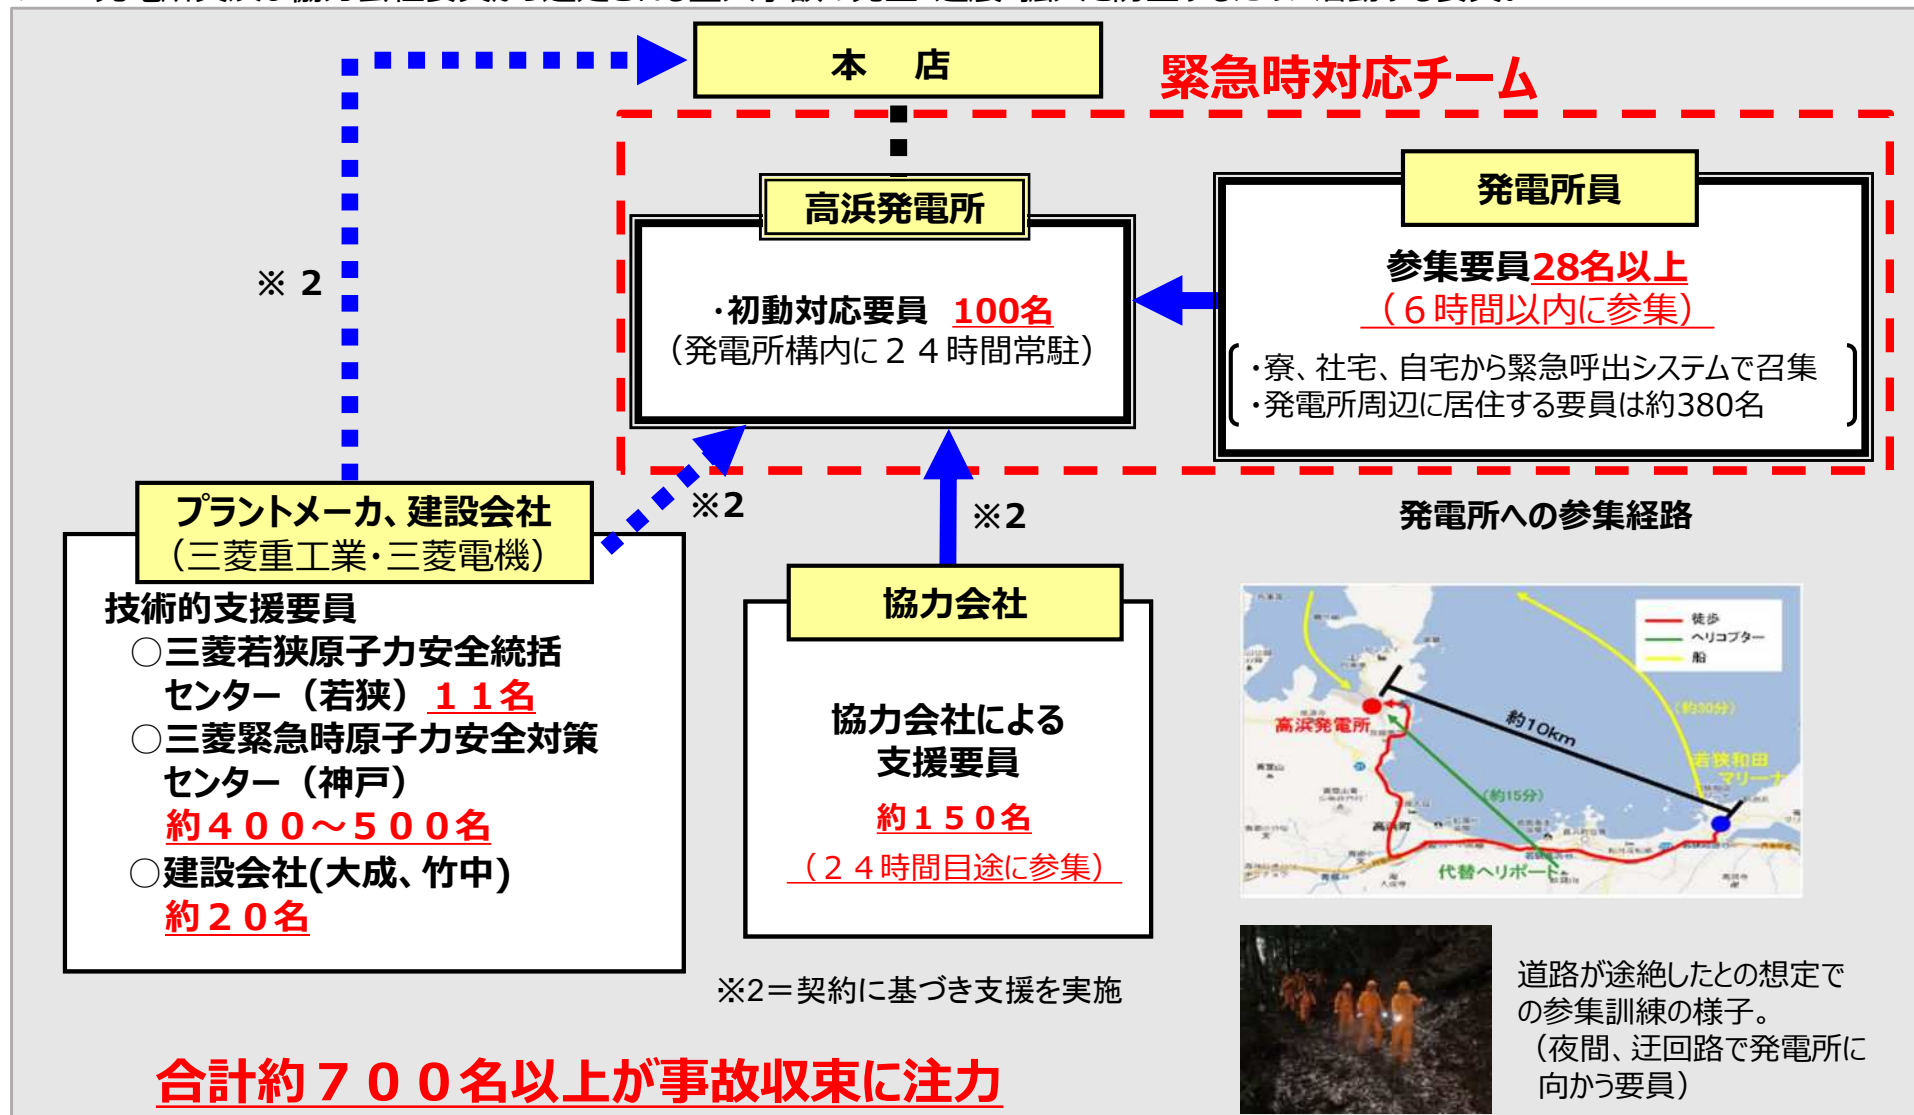 本　店
緊急時対応チーム
高浜発電所
・初動対応要員　100名
（発電所構内に２４時間常駐）
発電所員
参集要員28名以上
（６時間以内に参集）
・寮、社宅、自宅から緊急呼出システムで召集
・発電所周辺に居住する要員は約380名
※ 2
※2
※2
プラントメーカ、建設会社
（三菱重工業・三菱電機）
技術的支援要員
○三菱若狭原子力安全統括
センター（若狭）１１名
○三菱緊急時原子力安全対策
センター（神戸）
約４００～５００名
○建設会社(大成、竹中)
約２０名
協力会社
協力会社による
支援要員
約１５０名
（２４時間目途に参集）
※2＝契約に基づき支援を実施
発電所への参集経路
徒歩
ヘリコプター
船
高浜発電所
約10km
(約30分)
若狭和田
マリーナ
(約15分)
高浜町
代替ヘリポート
道路が途絶したとの想定で
の参集訓練の様子。
（夜間、迂回路で発電所に
向かう要員）
合計約７００名以上が事故収束に注力